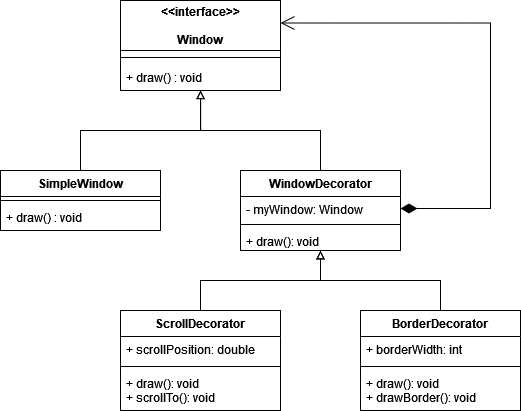 <<interface>>
Window
+ draw() : void
SimpleWindow
+ draw() : void
WindowDecorator
- myWindow: Window
+ draw(): void
ScrollDecorator
+ scrollPosition: double
+ draw(): void
+ scrollTo(): void
BorderDecorator
+ borderWidth: int
+ draw(): void
+ drawBorder(): void